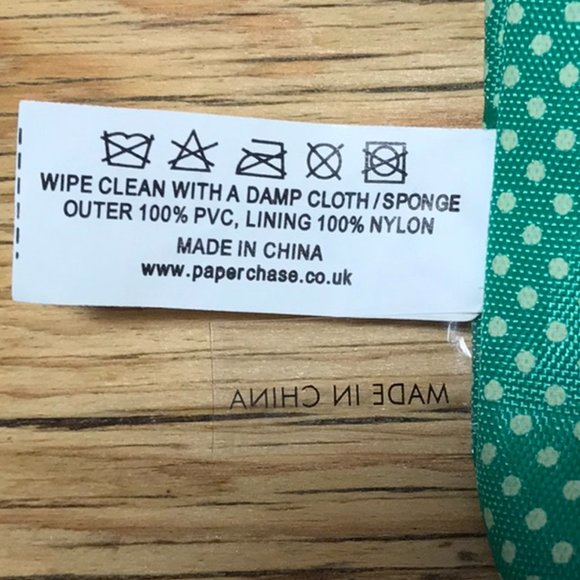 WIPE CLEAN WITH A DAMP CLOTH/SPONGE
OUTER 100% PVC, LINING 100% NYLON
MADE IN CHINA
www.paperchase.co.uk
MADE IN CHINA